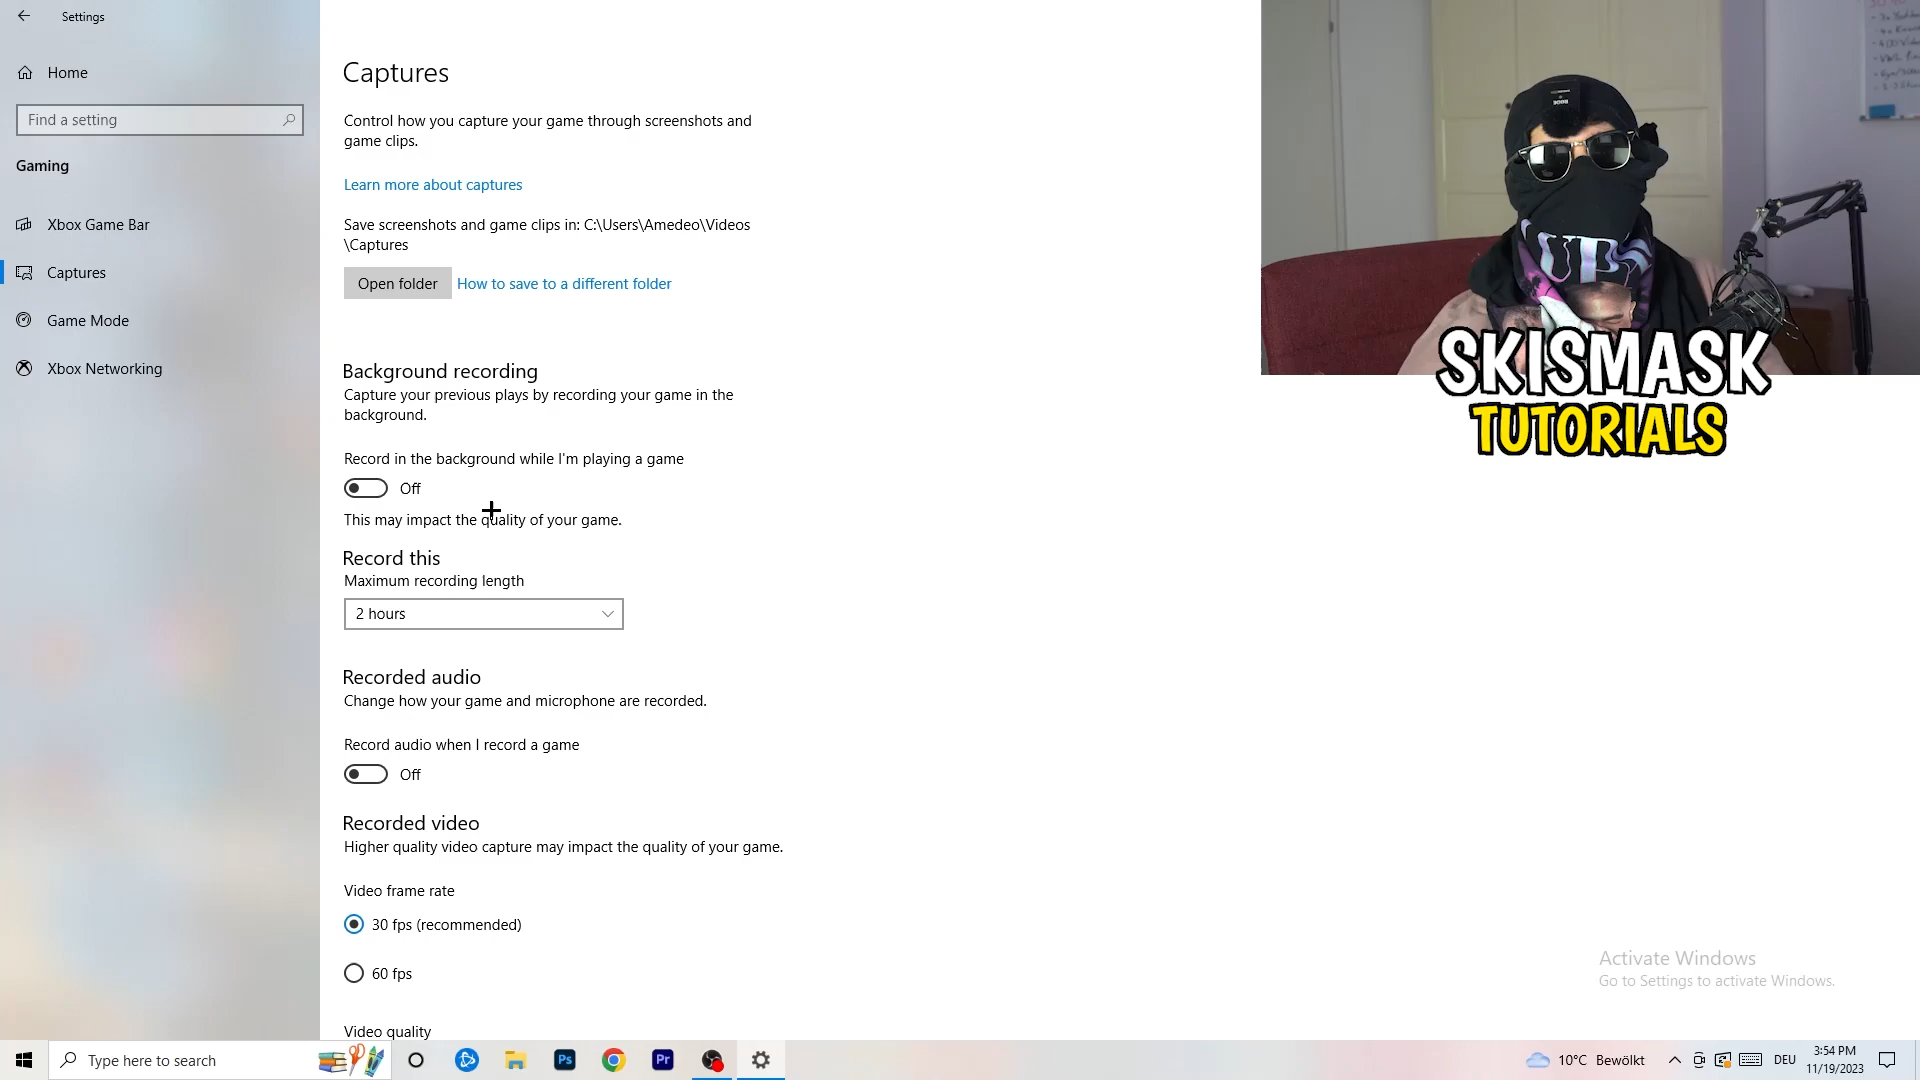 Settings
Home
Find a setting
Gaming
Xbox Game Bar
Captures
Game Mode
Xbox Networking
Captures
Control how you capture your game through screenshots and
game clips.
Learn more about captures
Save screenshots and game clips in: C:\Users\Amedeo\Videos
\Captures
Open folder How to save to a different folder
Background recording
Capture your previous plays by recording your game in the
background.
Record in the background while I'm playing a game
Off
This may impact the quality of your game.
Record this
Maximum recording length
2 hours
Recorded audio
Change how your game and microphone are recorded.
Record audio when I record a game
Off
Recorded video
Higher quality video capture may impact the quality of your game.
Video frame rate
30 fps (recommended)
60 fps
Video quality
SKISMASK
TUTORIALS
Activate Windows
Go to Settings to activate Windows.
Type here to search
Ps
Pr
10°C Bewölkt
DEU
3:54 PM
11/19/2023